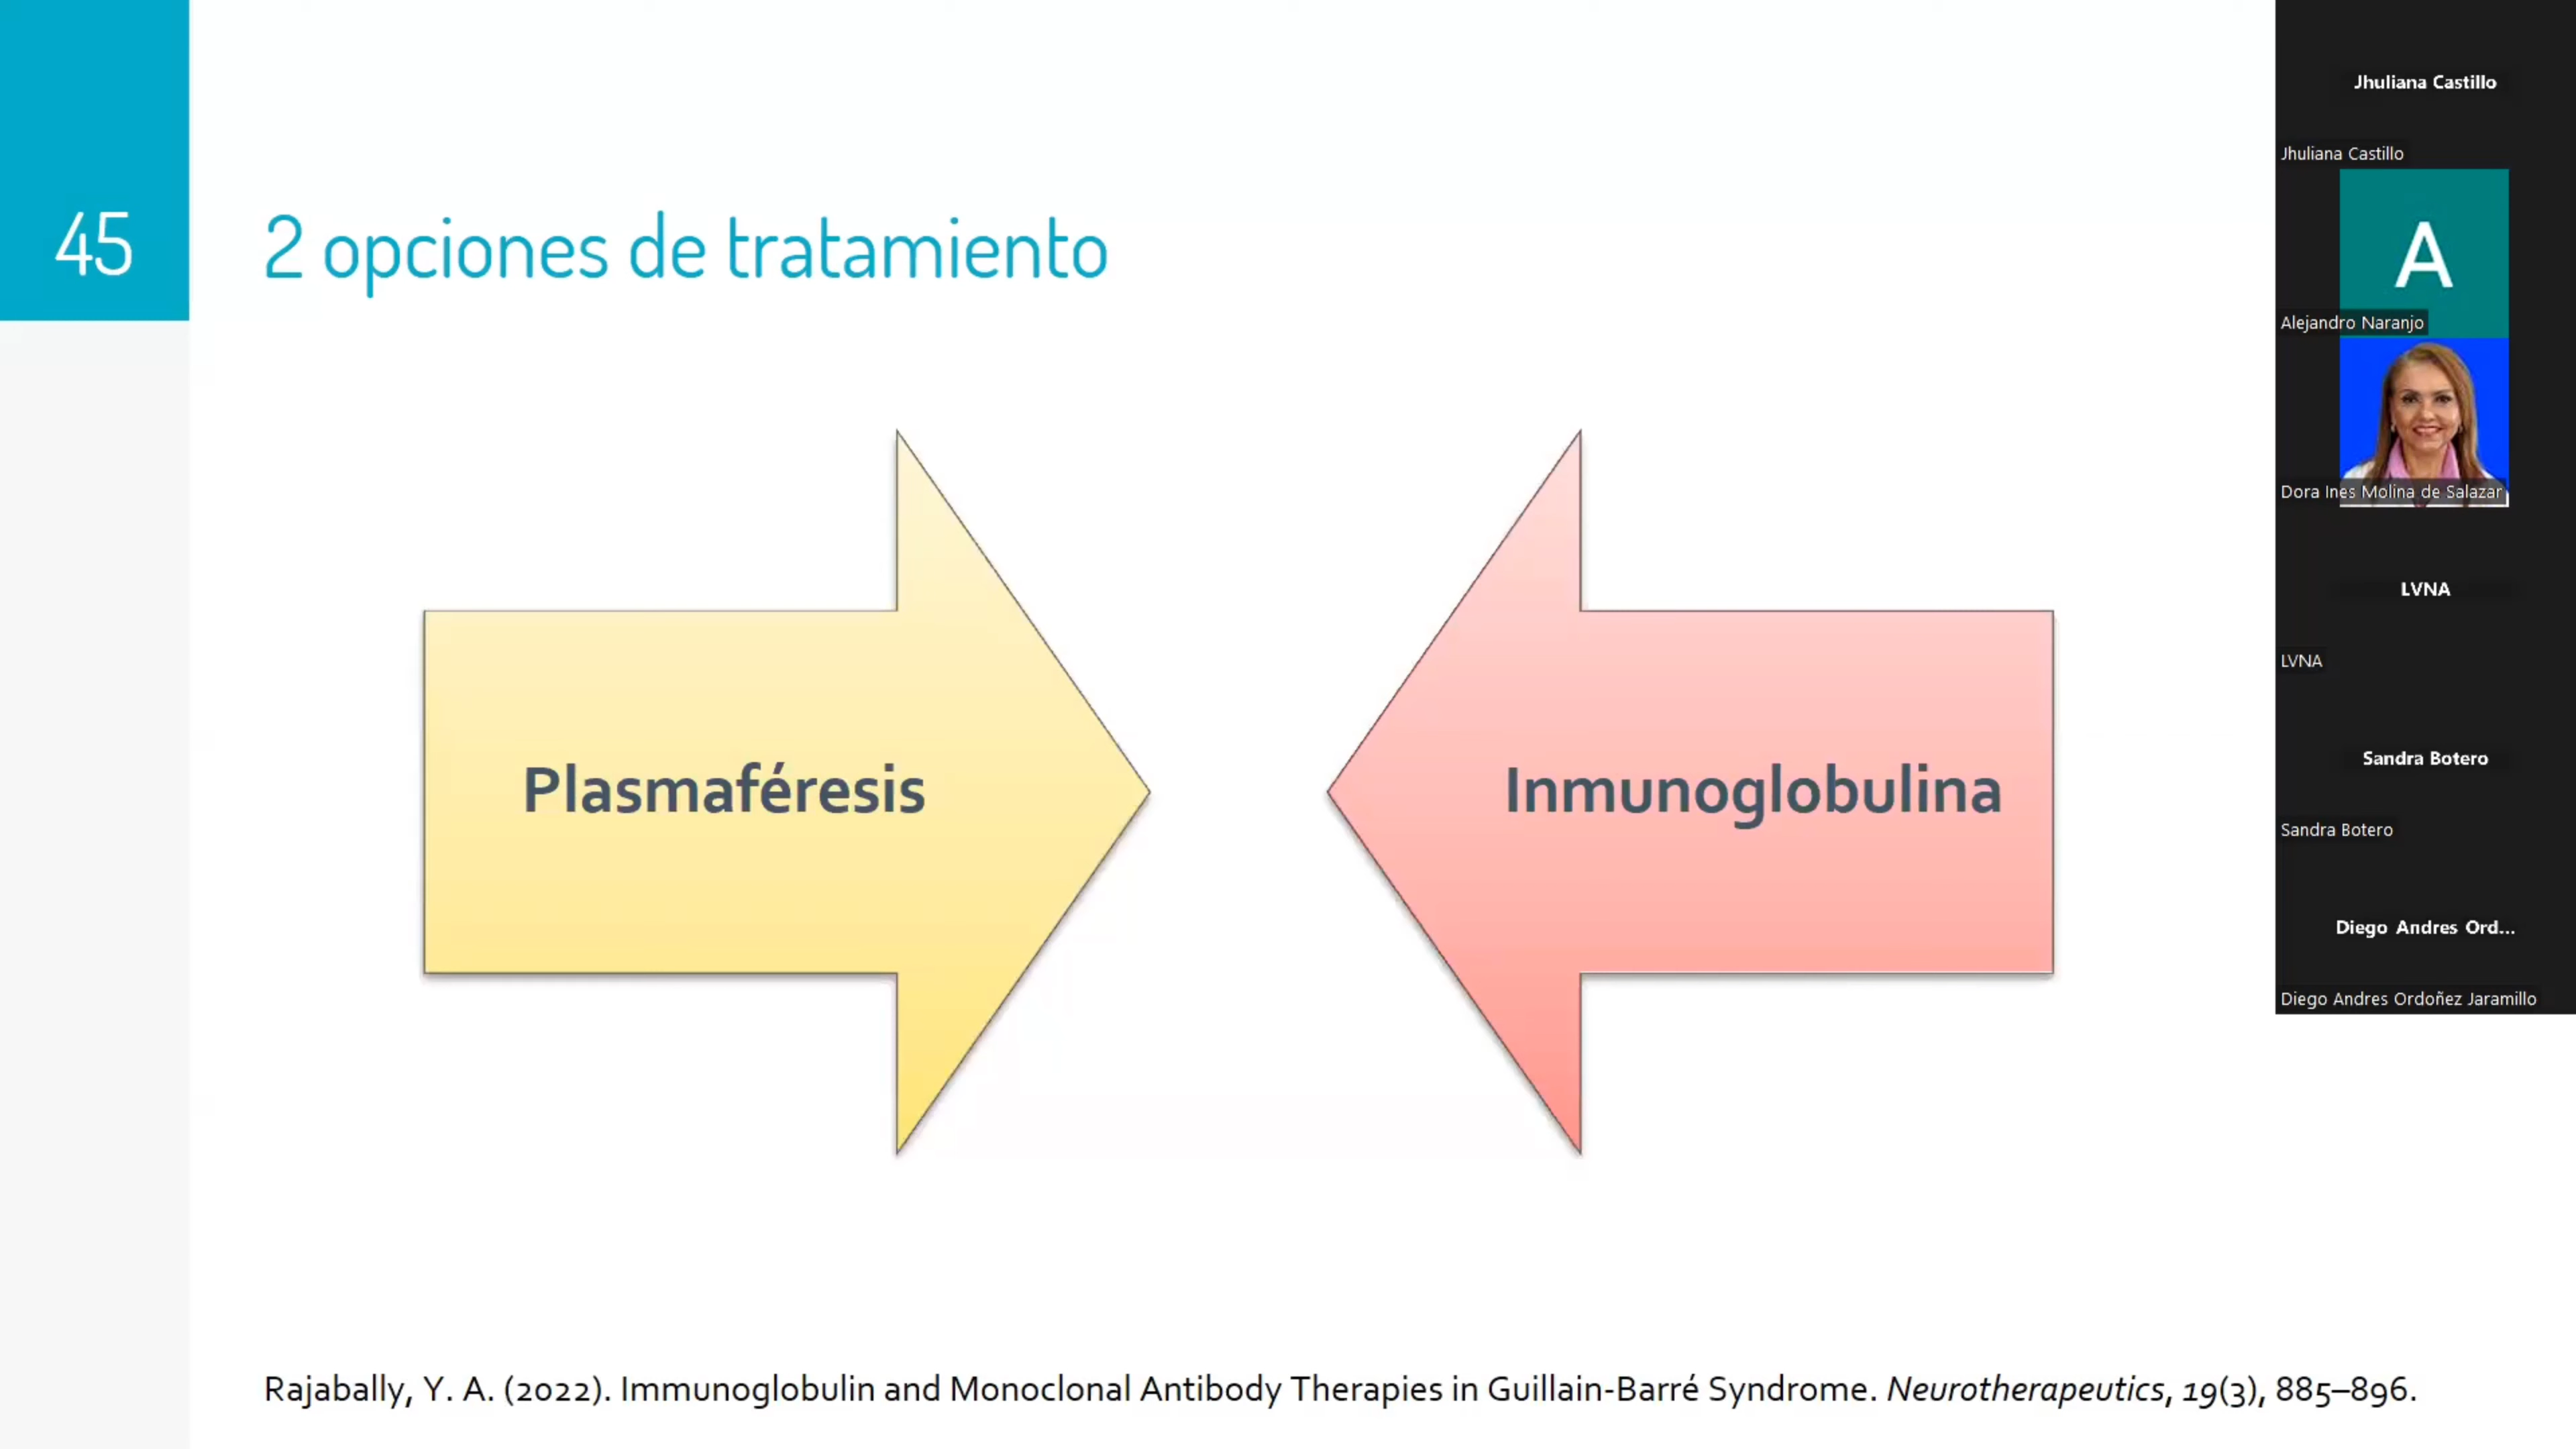 45
2 opciones de tratamiento
Plasmaféresis
Inmunoglobulina
Rajabally, Y. A. (2022). Immunoglobulin and Monoclonal Antibody Therapies in Guillain-Barré Syndrome. Neurotherapeutics, 19(3), 885–896.
Jhuliana Castillo
Jhuliana Castillo
A
Alejandro Naranjo
Dora Ines Molina de Salazar
LVNA
LVNA
Sandra Botero
Sandra Botero
Diego Andres Ord...
Diego Andres Ordoñez Jaramillo